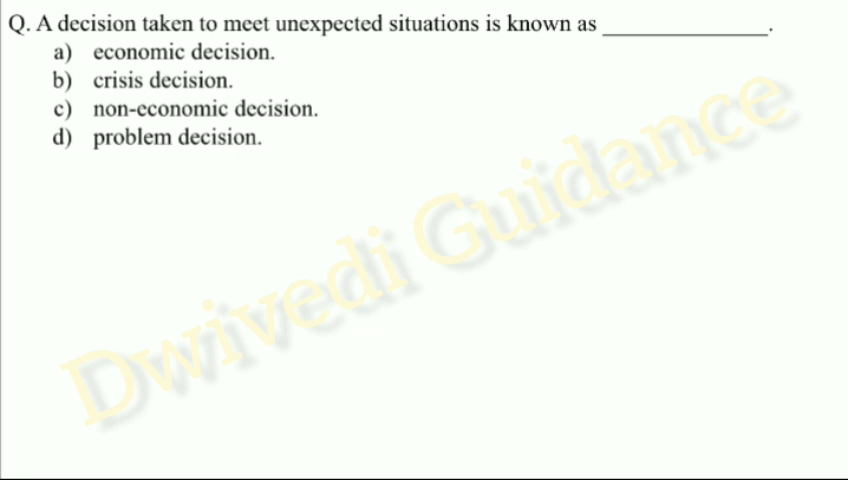 Q. A decision taken to meet unexpected situations is known as _______________.
a) economic decision.
b) crisis decision.
c) non-economic decision.
d) problem decision.
Dwivedi Guidance